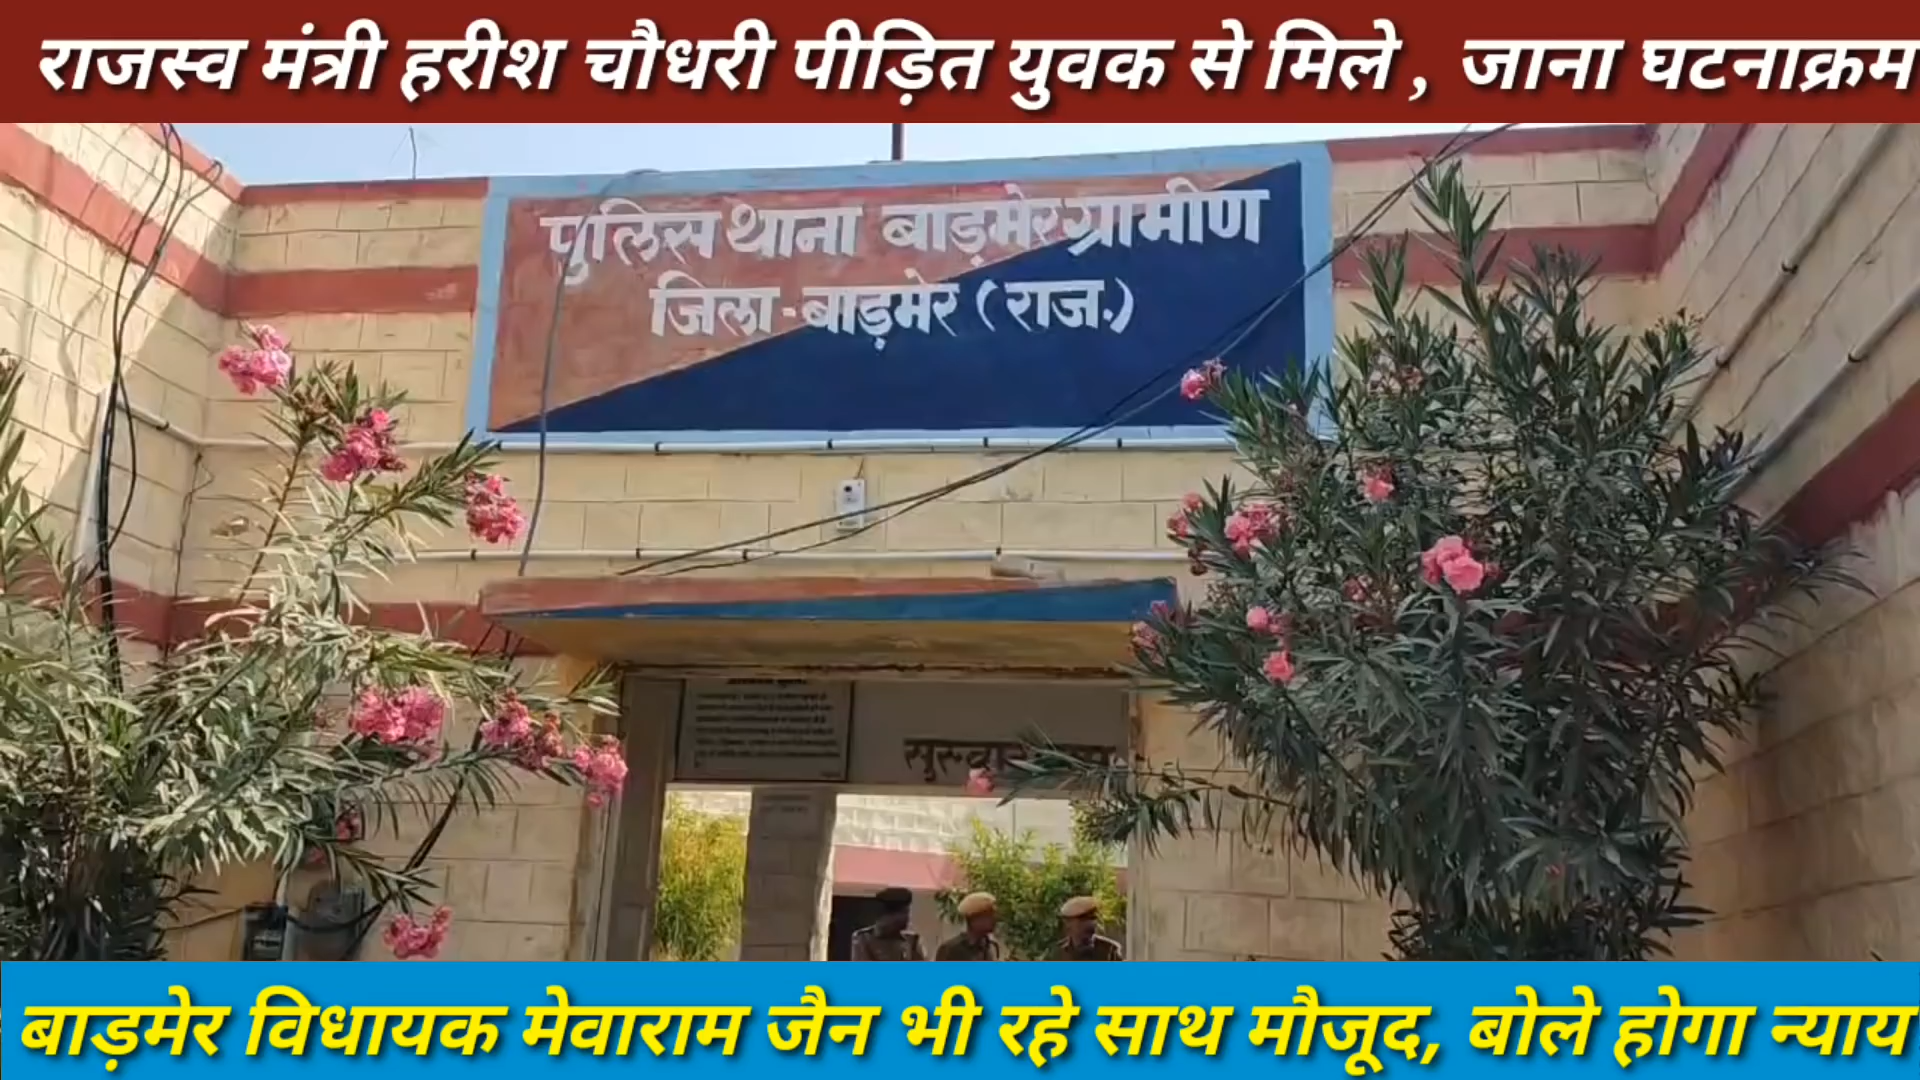 राजस्व मंत्री हरीश चौधरी पीड़ित युवक से मिले , जाना घटनाक्रम
पुलिस थाना बाड़मेर ग्रामीण
जिला-बाड़मेर (राज.)
बाड़मेर विधायक मेवाराम जैन भी रहे साथ मौजूद, बोले होगा न्याय